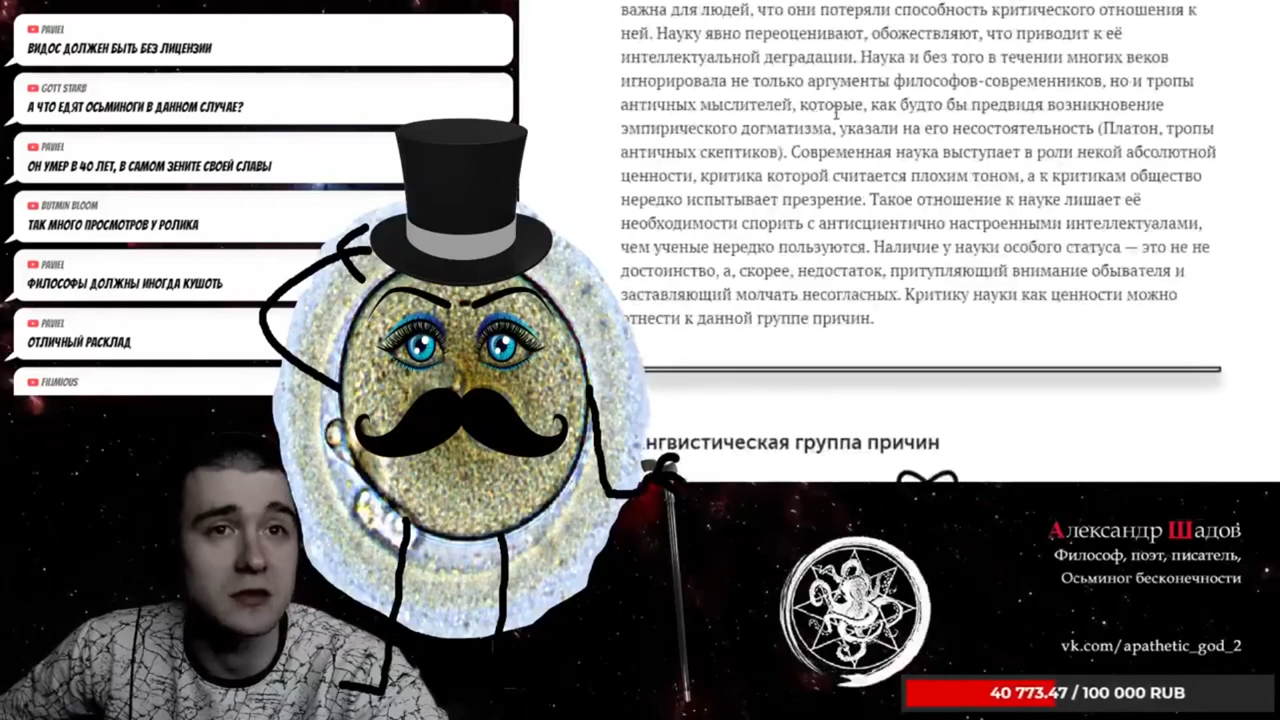 PAVIEL
ВИДОС ДОЛЖЕН БЫТЬ БЕЗ ЛИЦЕНЗИИ
GOTT STARB
А ЧТО ЕДЯТ ОСЬМИНОГИ В ДАННОМ СЛУЧАЕ?
PAVIEL
ОН УМЕР В 40 ЛЕТ, В САМОМ ЗЕНИТЕ СВОЕЙ СЛАВЫ
BUTMIN BLOOM
ТАК МНОГО ПРОСМОТРОВ У РОЛИКА
PAVIEL
ФИЛОСОФЫ ДОЛЖНЫ ИНОГДА КУШОТЬ
PAVIEL
ОТЛИЧНЫЙ РАСКЛАД
FILIMIOUS
важна для людей, что они потеряли способность критического отношения к
ней. Науку явно переоценивают, обожествляют, что приводит к её
интеллектуальной деградации. Наука и без того в течении многих веков
игнорировала не только аргументы философов-современников, но и тропы
античных мыслителей, которые, как будто бы предвидя возникновение
эмпирического догматизма, указали на его несостоятельность (Платон, тропы
античных скептиков). Современная наука выступает в роли некой абсолютной
ценности, критика которой считается плохим тоном, а к критикам общество
нередко испытывает презрение. Такое отношение к науке лишает её
необходимости спорить с антисциентично настроенными интеллектуалами,
чем ученые нередко пользуются. Наличие у науки особого статуса — это не не
достоинство, а, скорее, недостаток, притупляющий внимание обывателя и
заставляющий молчать несогласных. Критику науки как ценности можно
отнести к данной группе причин.
нгвистическая группа причин
Александр Шадов
Философ, поэт, писатель,
Осьминог бесконечности
vk.com/apathetic_god_2
40 773.47 / 100 000 RUB